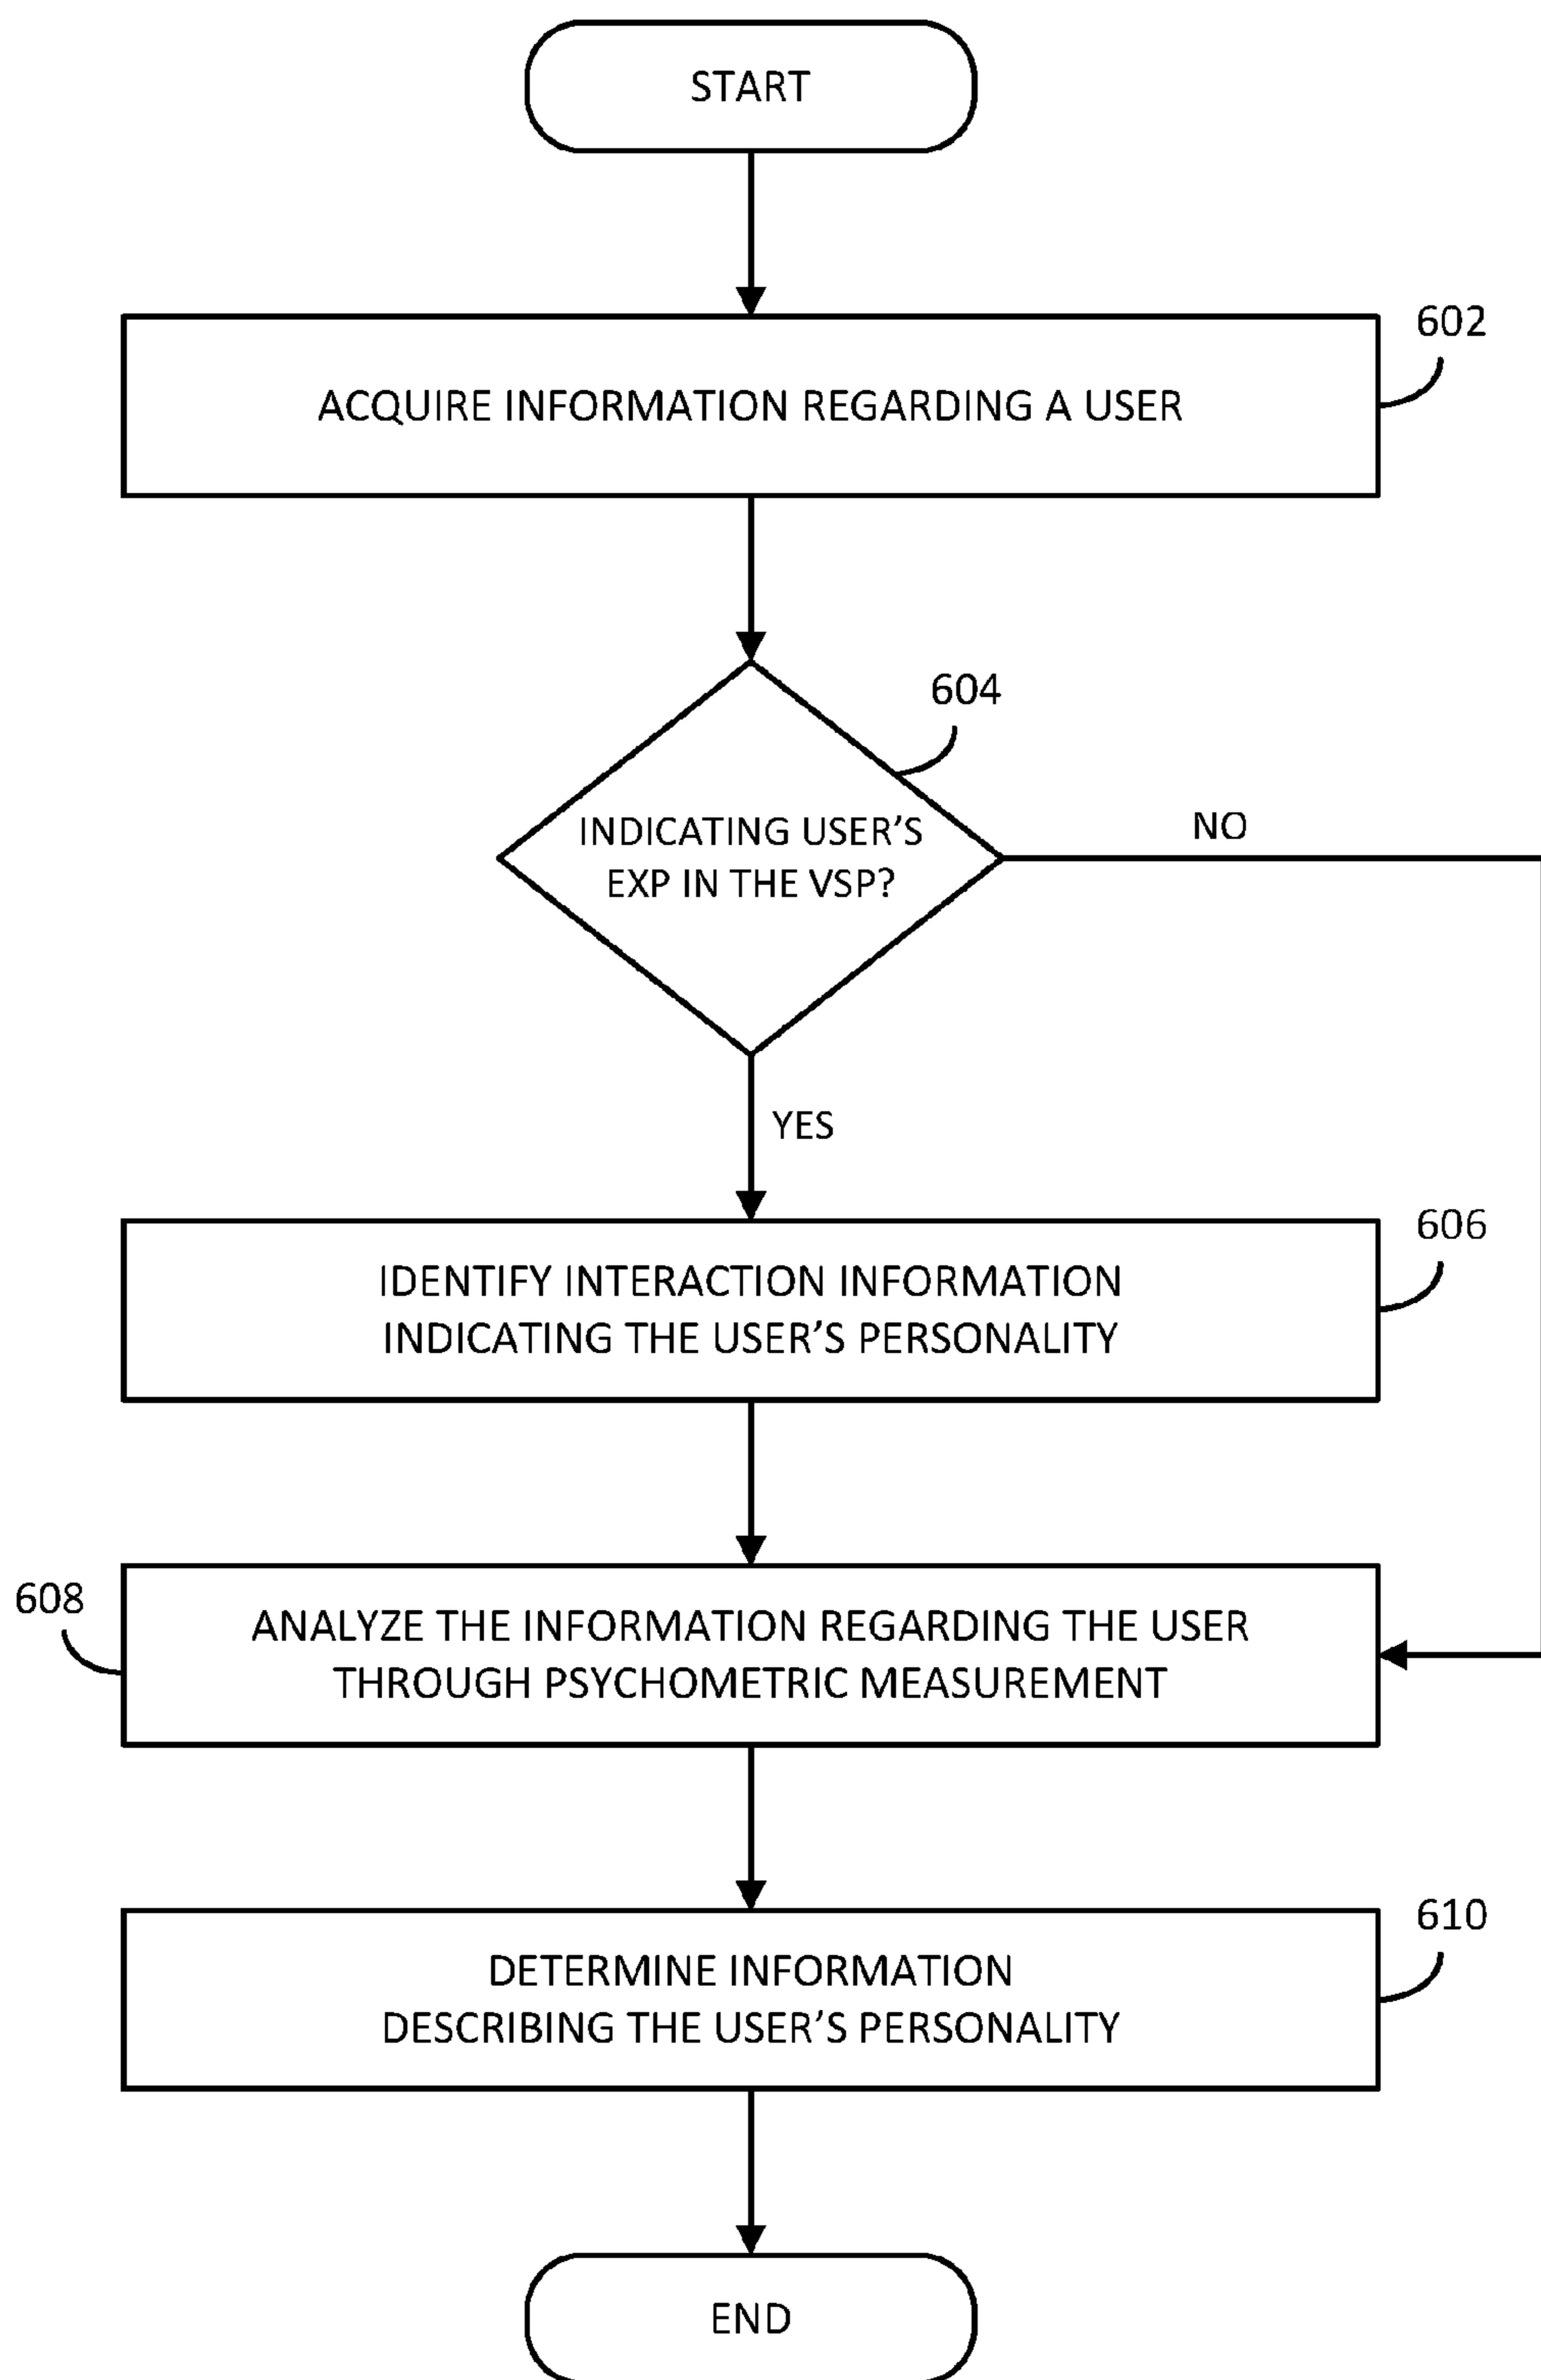 START
602
ACQUIRE INFORMATION REGARDING A USER
604
INDICATING USER'S
EXP IN THE VSP?
NO
YES
606
IDENTIFY INTERACTION INFORMATION
INDICATING THE USER'S PERSONALITY
608
ANALYZE THE INFORMATION REGARDING THE USER
THROUGH PSYCHOMETRIC MEASUREMENT
610
DETERMINE INFORMATION
DESCRIBING THE USER'S PERSONALITY
END